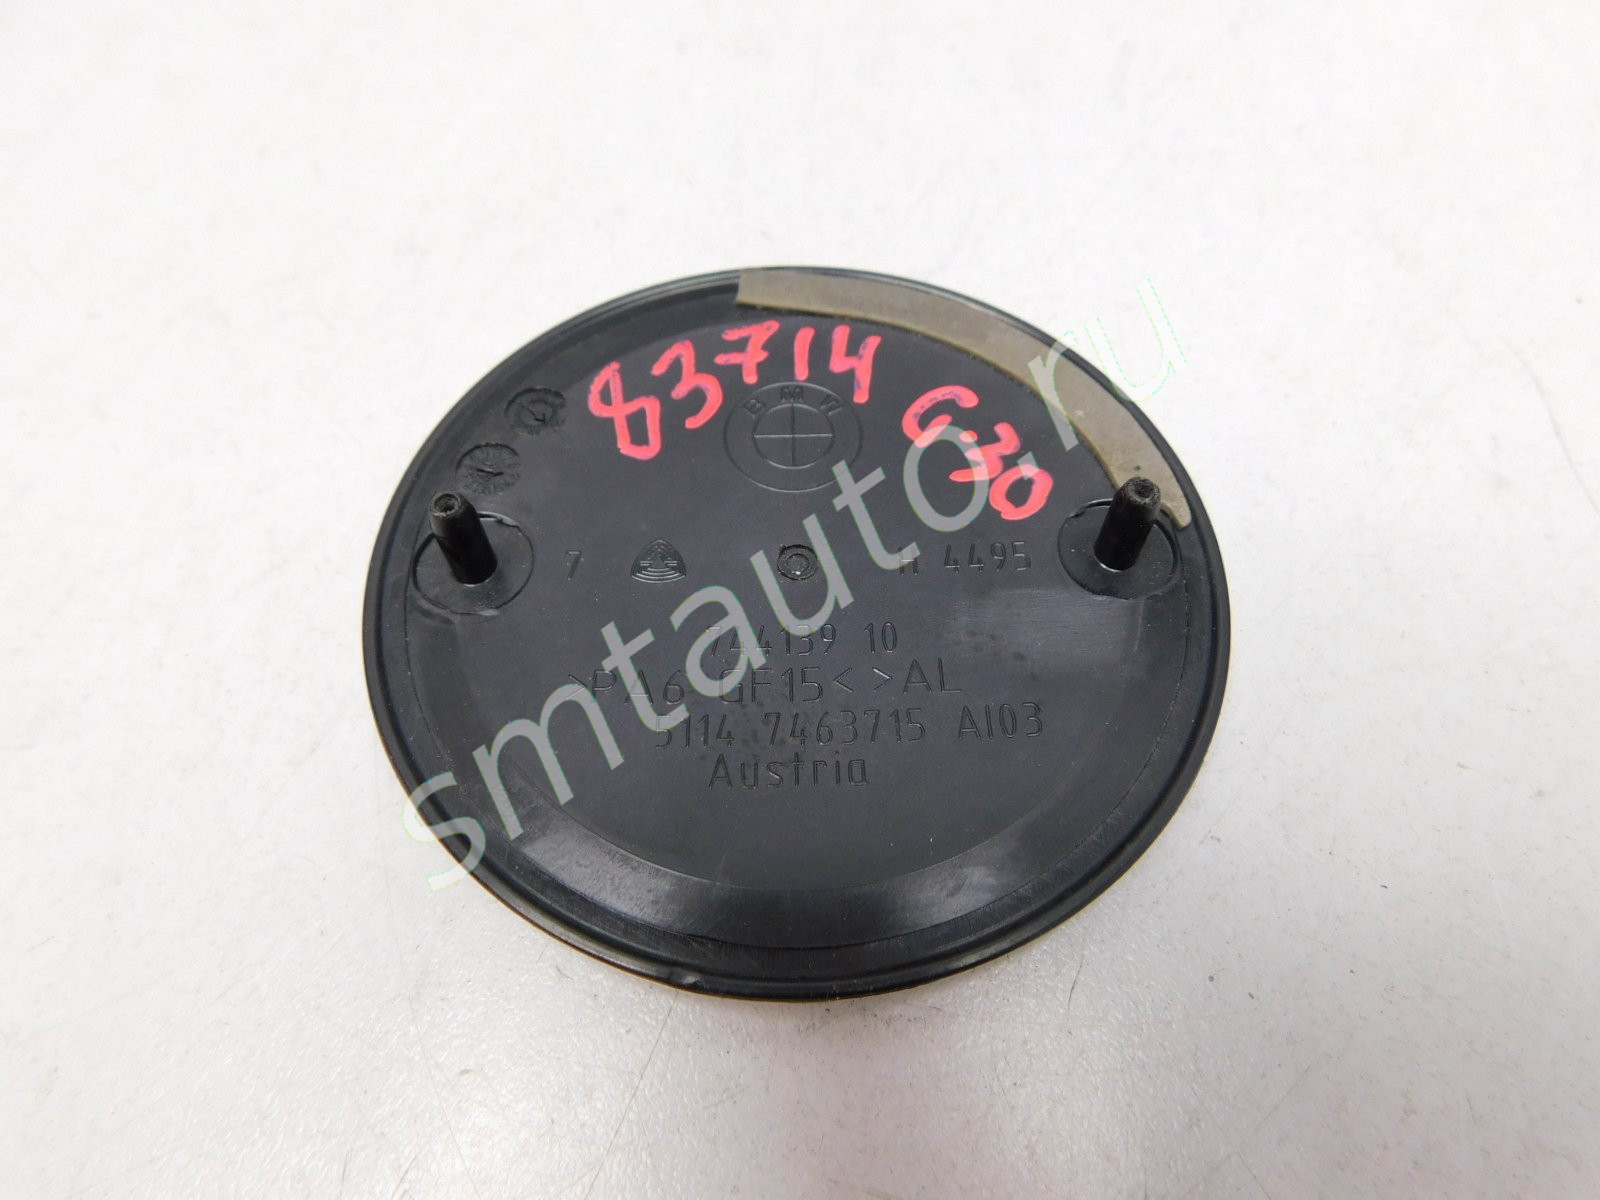 83714 G30
BMW
7 H 4495
744139 10
>PA6-GF15< >AL
5114 7463715 AI03
Austria
smtauto.ru